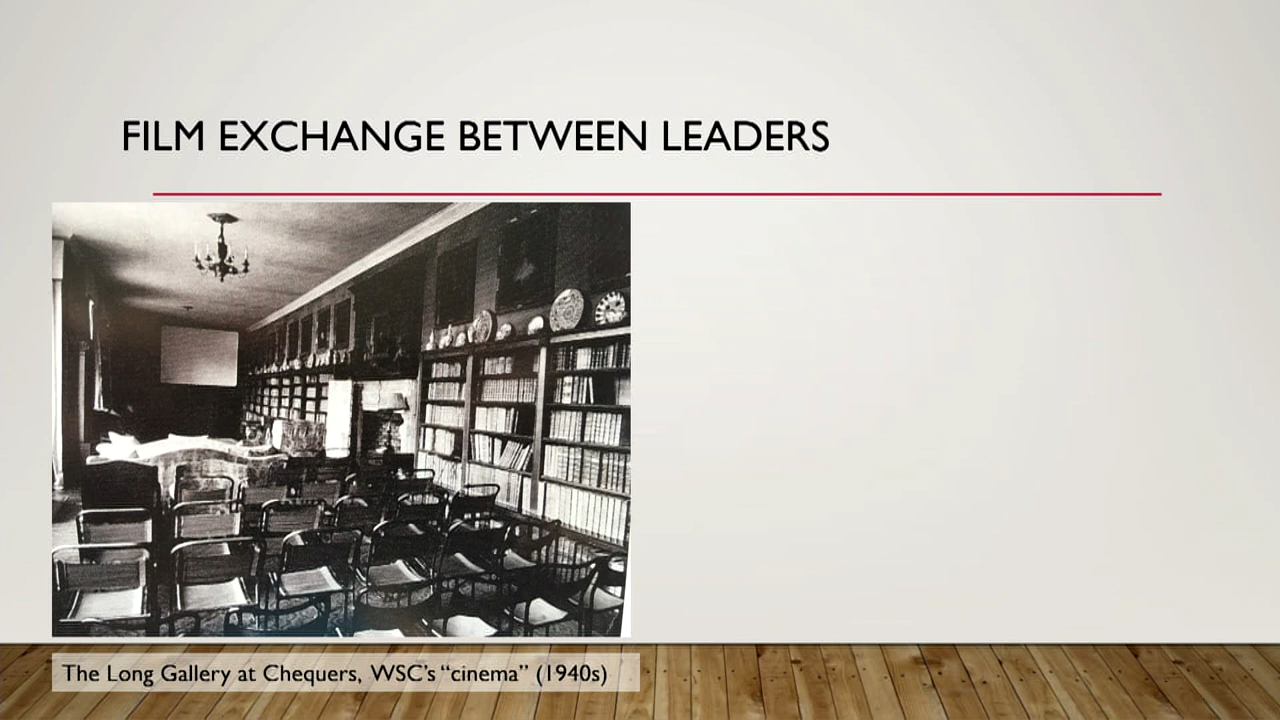 FILM EXCHANGE BETWEEN LEADERS
The Long Gallery at Chequers, WSC's “cinema” (1940s)